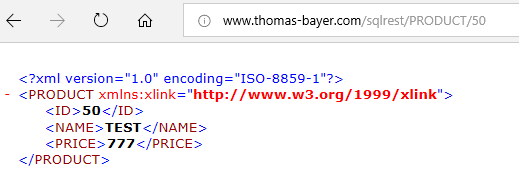 www.thomas-bayer.com/sqlrest/PRODUCT/50
<?xml version="1.0" encoding="ISO-8859-1"?>
- <PRODUCT xmlns:xlink="http://www.w3.org/1999/xlink">
<ID>50</ID>
<NAME>TEST</NAME>
<PRICE>777</PRICE>
</PRODUCT>